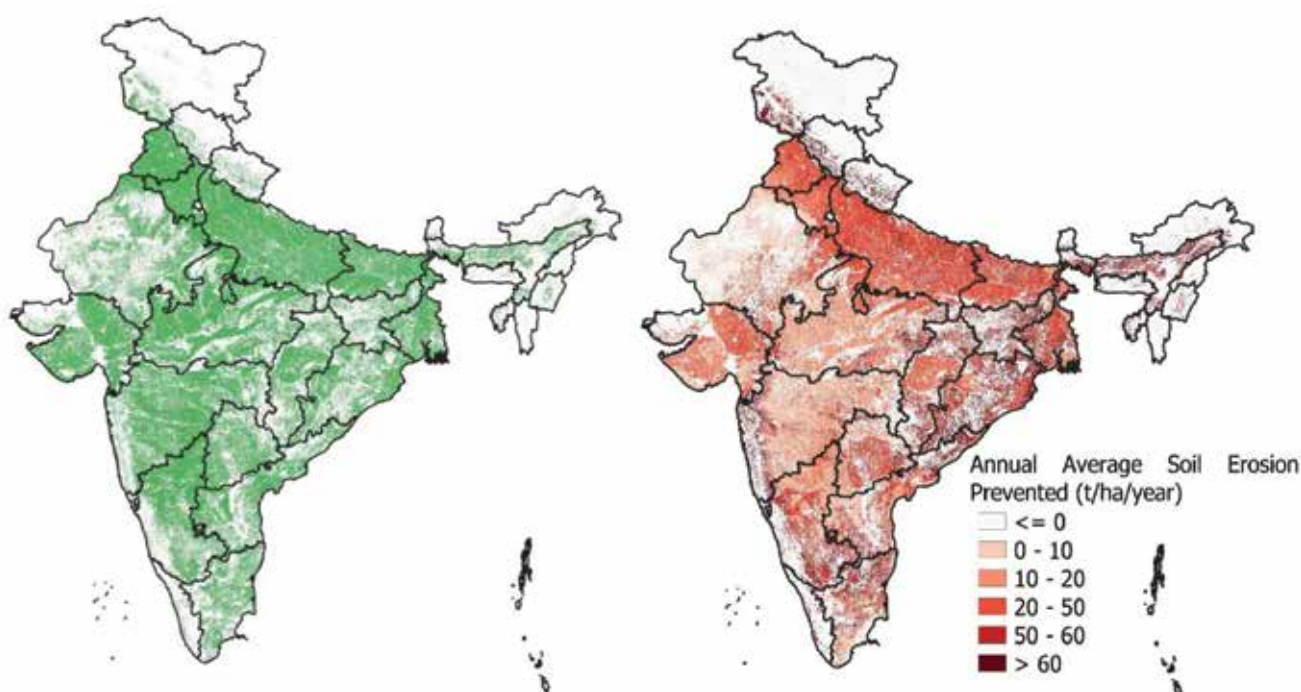 Annual Average Soil Erosion
Prevented (t/ha/year)
<= 0
0 - 10
10 - 20
20 - 50
50 - 60
> 60